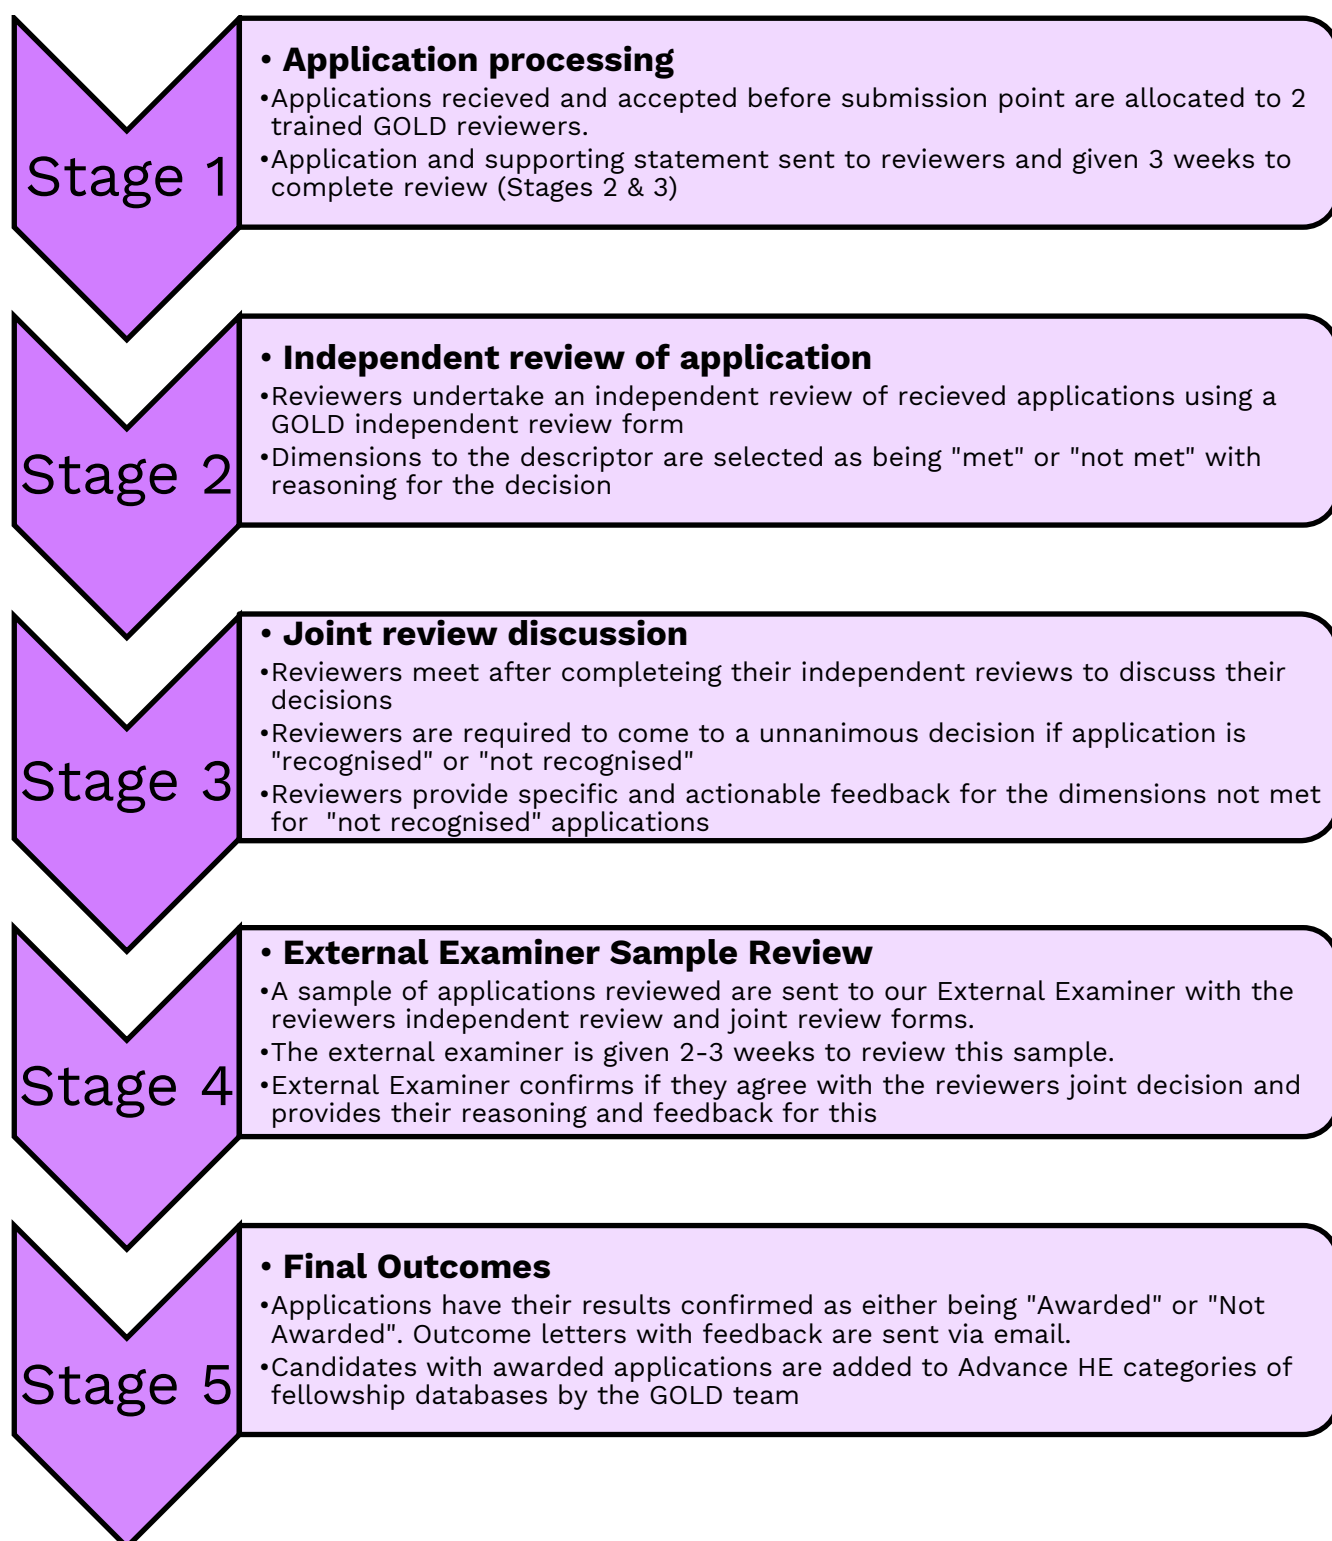 Stage 1
• Application processing
•Applications recieved and accepted before submission point are allocated to 2
trained GOLD reviewers.
•Application and supporting statement sent to reviewers and given 3 weeks to
complete review (Stages 2 & 3)
Stage 2
• Independent review of application
•Reviewers undertake an independent review of recieved applications using a
GOLD independent review form
•Dimensions to the descriptor are selected as being "met" or "not met" with
reasoning for the decision
Stage 3
• Joint review discussion
•Reviewers meet after completeing their independent reviews to discuss their
decisions
•Reviewers are required to come to a unnanimous decision if application is
"recognised" or "not recognised"
•Reviewers provide specific and actionable feedback for the dimensions not met
for  "not recognised" applications
Stage 4
• External Examiner Sample Review
•A sample of applications reviewed are sent to our External Examiner with the
reviewers independent review and joint review forms.
•The external examiner is given 2-3 weeks to review this sample.
•External Examiner confirms if they agree with the reviewers joint decision and
provides their reasoning and feedback for this
Stage 5
• Final Outcomes
•Applications have their results confirmed as either being "Awarded" or "Not
Awarded". Outcome letters with feedback are sent via email.
•Candidates with awarded applications are added to Advance HE categories of
fellowship databases by the GOLD team